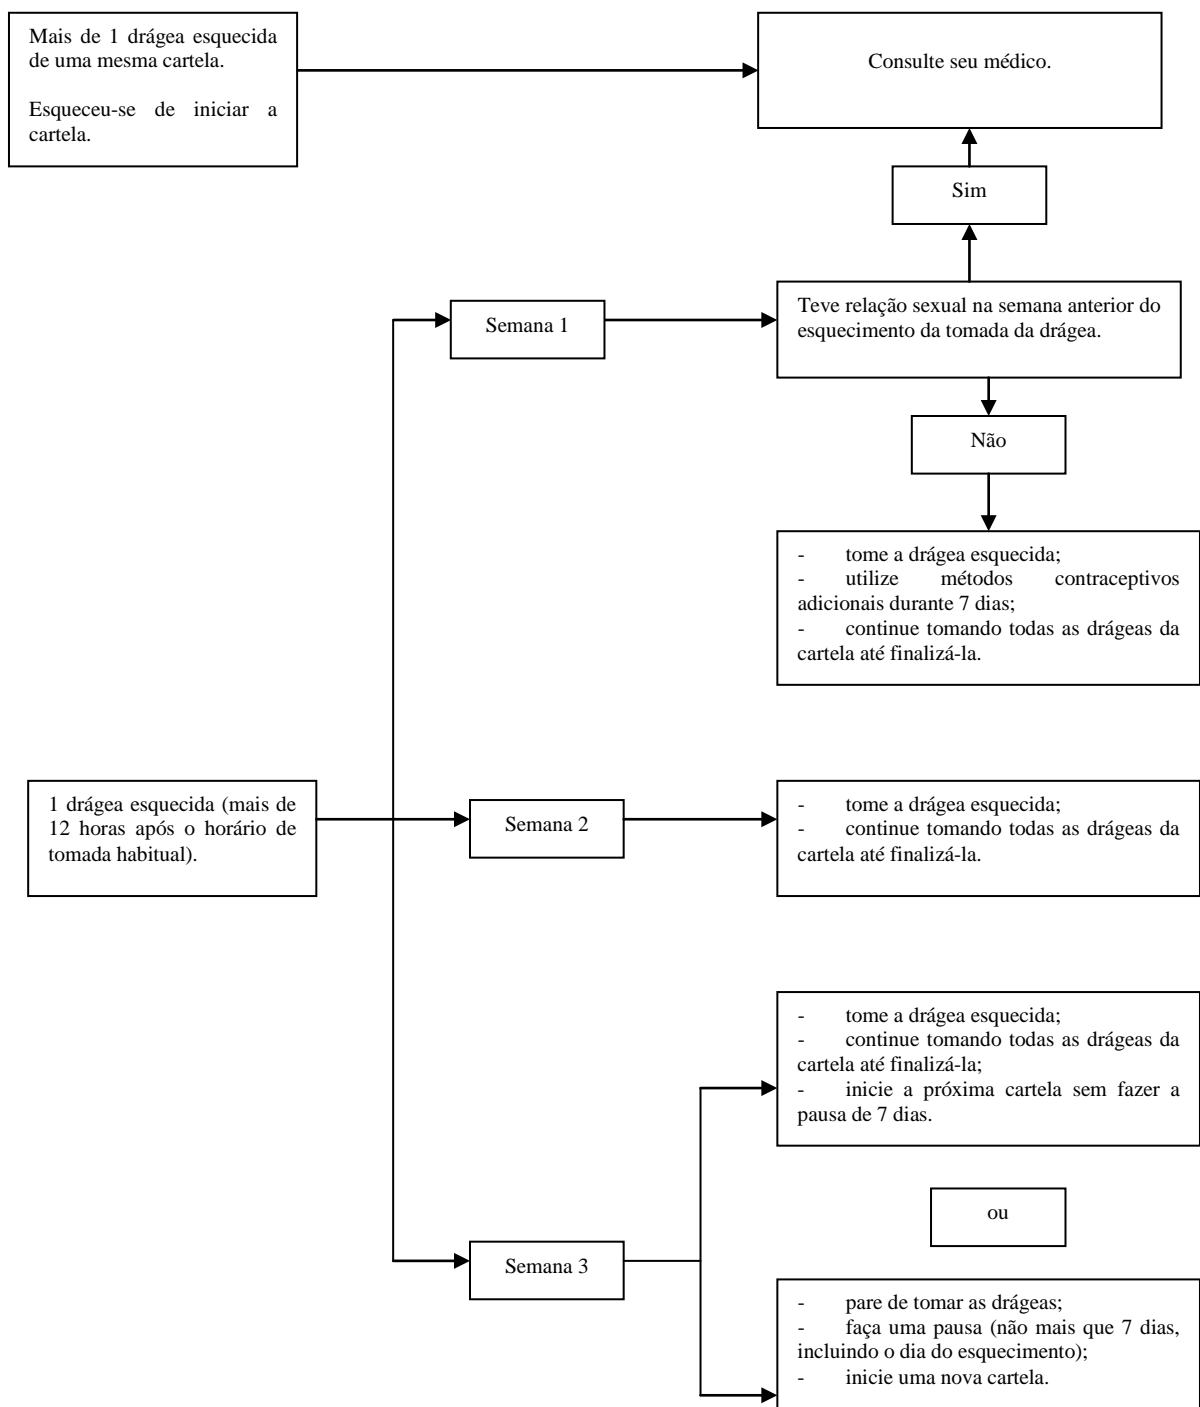 Mais de 1 drágea esquecida
de uma mesma cartela.
Esqueceu-se de iniciar a
cartela.
Consulte seu médico.
Sim
Semana 1
Teve relação sexual na semana anterior do
esquecimento da tomada da drágea.
Não
- tome a drágea esquecida;
- utilize métodos contraceptivos
adicionais durante 7 dias;
- continue tomando todas as drágeas da
cartela até finalizá-la.
1 drágea esquecida (mais de
12 horas após o horário de
tomada habitual).
Semana 2
- tome a drágea esquecida;
- continue tomando todas as drágeas da
cartela até finalizá-la.
Semana 3
- tome a drágea esquecida;
- continue tomando todas as drágeas da
cartela até finalizá-la;
- inicie a próxima cartela sem fazer a
pausa de 7 dias.
ou
- pare de tomar as drágeas;
- faça uma pausa (não mais que 7 dias,
incluindo o dia do esquecimento);
- inicie uma nova cartela.